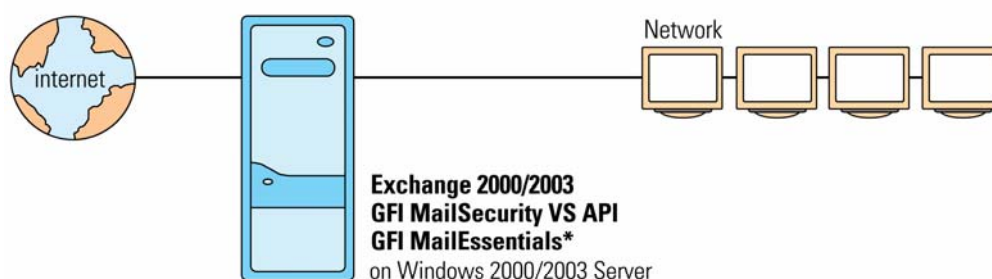 Network
internet
Exchange 2000/2003
GFI MailSecurity VS API
GFI MailEssentials*
on Windows 2000/2003 Server